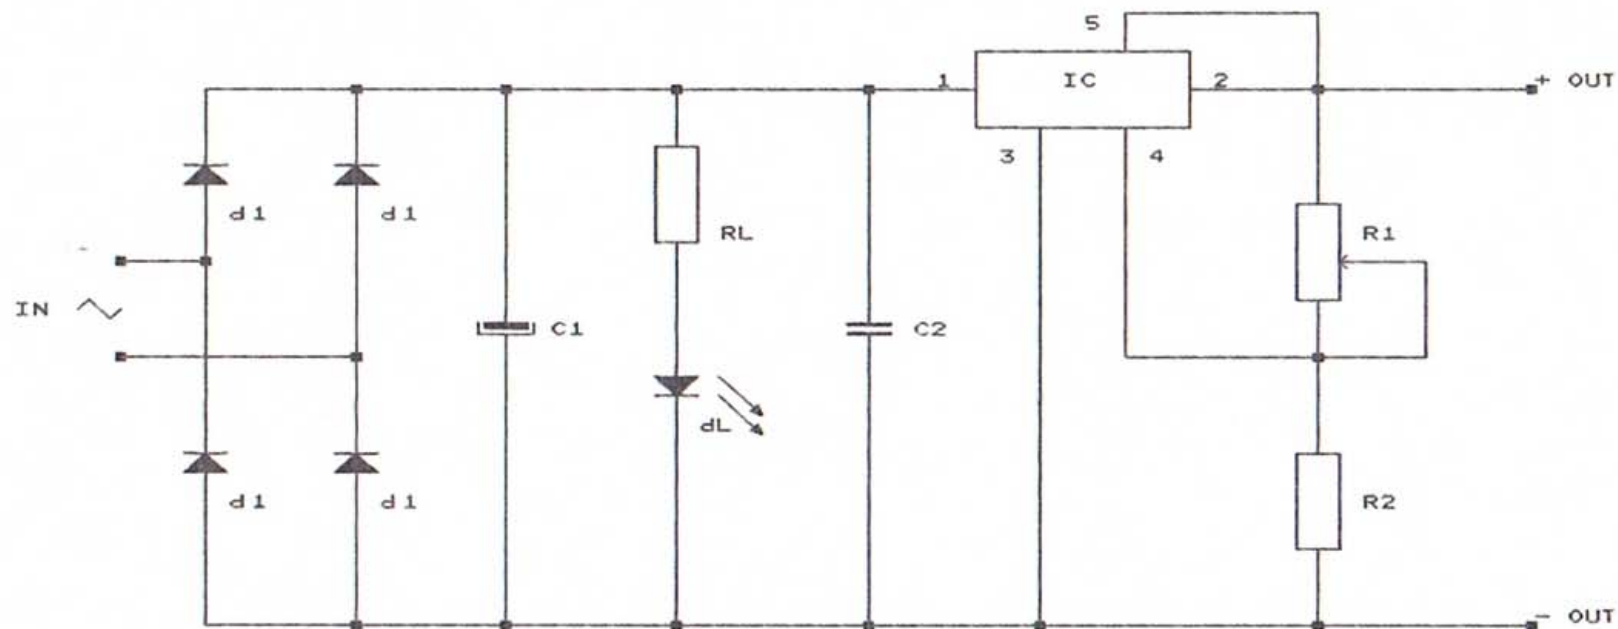 5
1 IC 2 + OUT
3 4
d1 d1
RL R1
IN C1 C2
dL
d1 d1 R2
- OUT